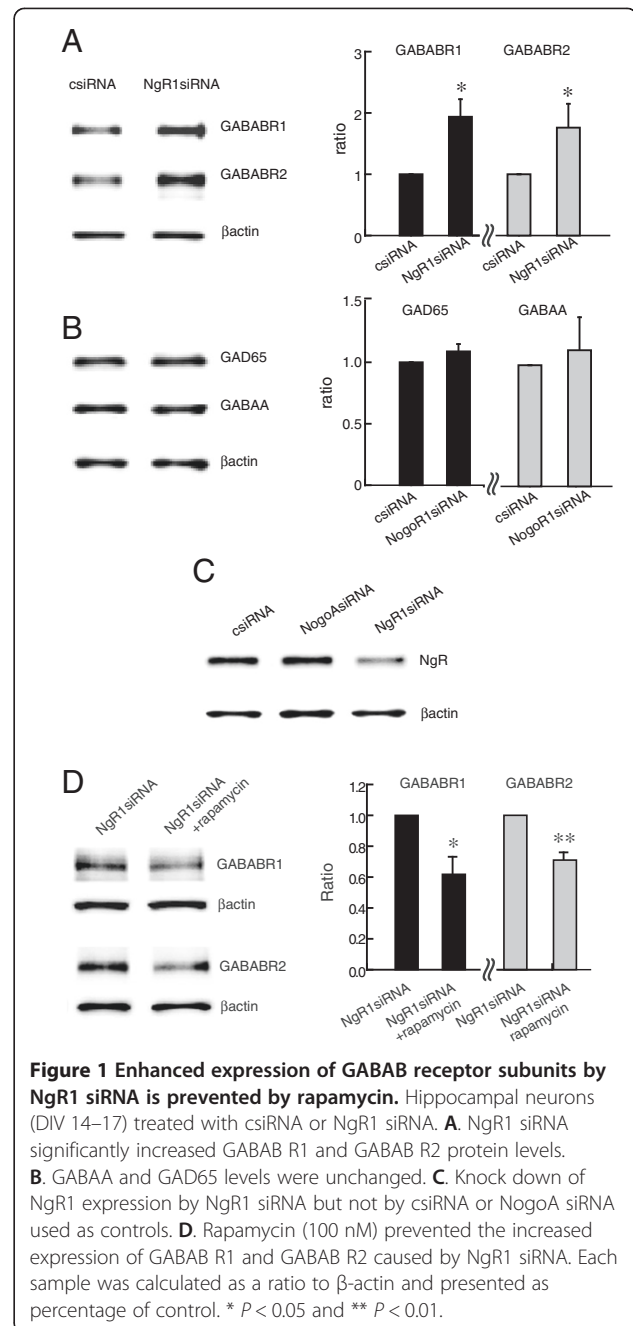 A
csiRNA NgR1siRNA
GABABR1
GABABR2
βactin
GABABR1 GABABR2
3
2
1
0
ratio
* *
csiRNA NgR1siRNA csiRNA NgR1siRNA
B
GAD65
GABAA
βactin
GAD65 GABAA
1.5
1.0
0.5
0
ratio
csiRNA NogoR1siRNA csiRNA NogoR1siRNA
C
csiRNA NogoAsiRNA NgR1siRNA
NgR
βactin
D
NgR1siRNA NgR1siRNA
+rapamycin
GABABR1
βactin
GABABR2
βactin
GABABR1 GABABR2
1.2
1.0
0.8
0.6
0.4
0.0
Ratio
* **
NgR1siRNA NgR1siRNA
+rapamycin NgR1siRNA NgR1siRNA
rapamycin
Figure 1 Enhanced expression of GABAB receptor subunits by
NgR1 siRNA is prevented by rapamycin. Hippocampal neurons
(DIV 14–17) treated with csiRNA or NgR1 siRNA. A. NgR1 siRNA
significantly increased GABAB R1 and GABAB R2 protein levels.
B. GABAA and GAD65 levels were unchanged. C. Knock down of
NgR1 expression by NgR1 siRNA but not by csiRNA or NogoA siRNA
used as controls. D. Rapamycin (100 nM) prevented the increased
expression of GABAB R1 and GABAB R2 caused by NgR1 siRNA. Each
sample was calculated as a ratio to β-actin and presented as
percentage of control. * P < 0.05 and ** P < 0.01.